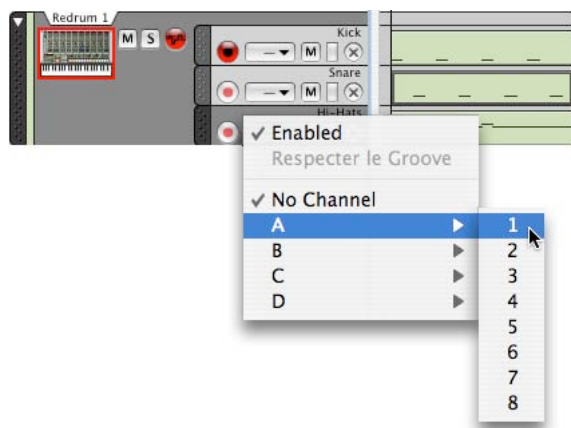 Redrum 1
M S
Kick
M
Snare
M
Hi-Hats
✓ Enabled
Respecter le Groove
✓ No Channel
A
B
C
D
1
2
3
4
5
6
7
8